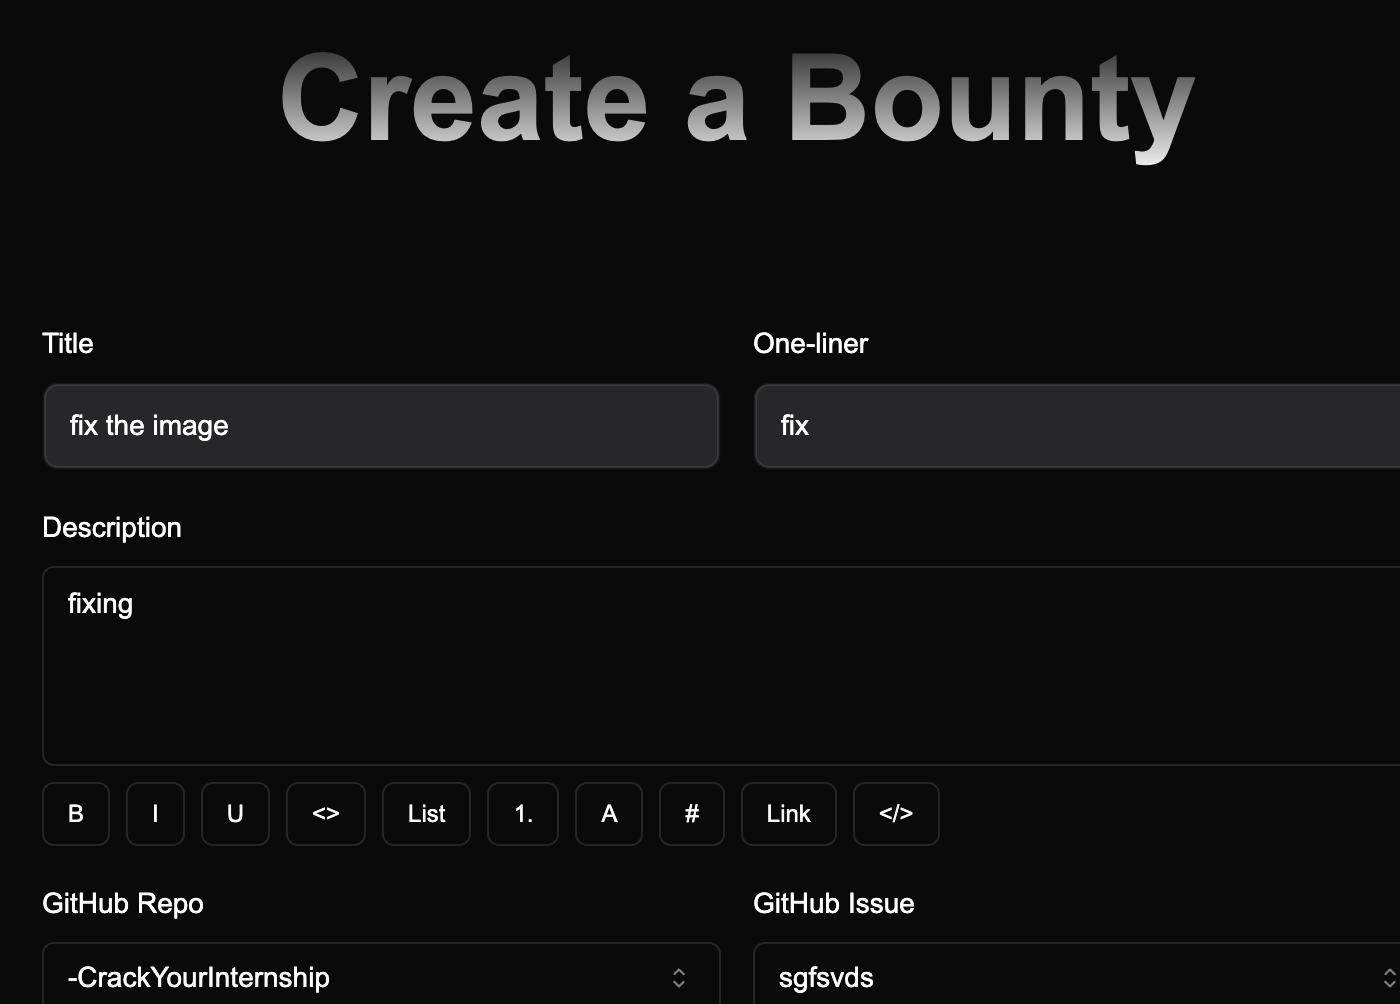 Create a Bounty
Title
One-liner
fix the image
fix
Description
fixing
B I U <> List 1. A # Link </>
GitHub Repo
GitHub Issue
-CrackYourInternship
sgfsvds